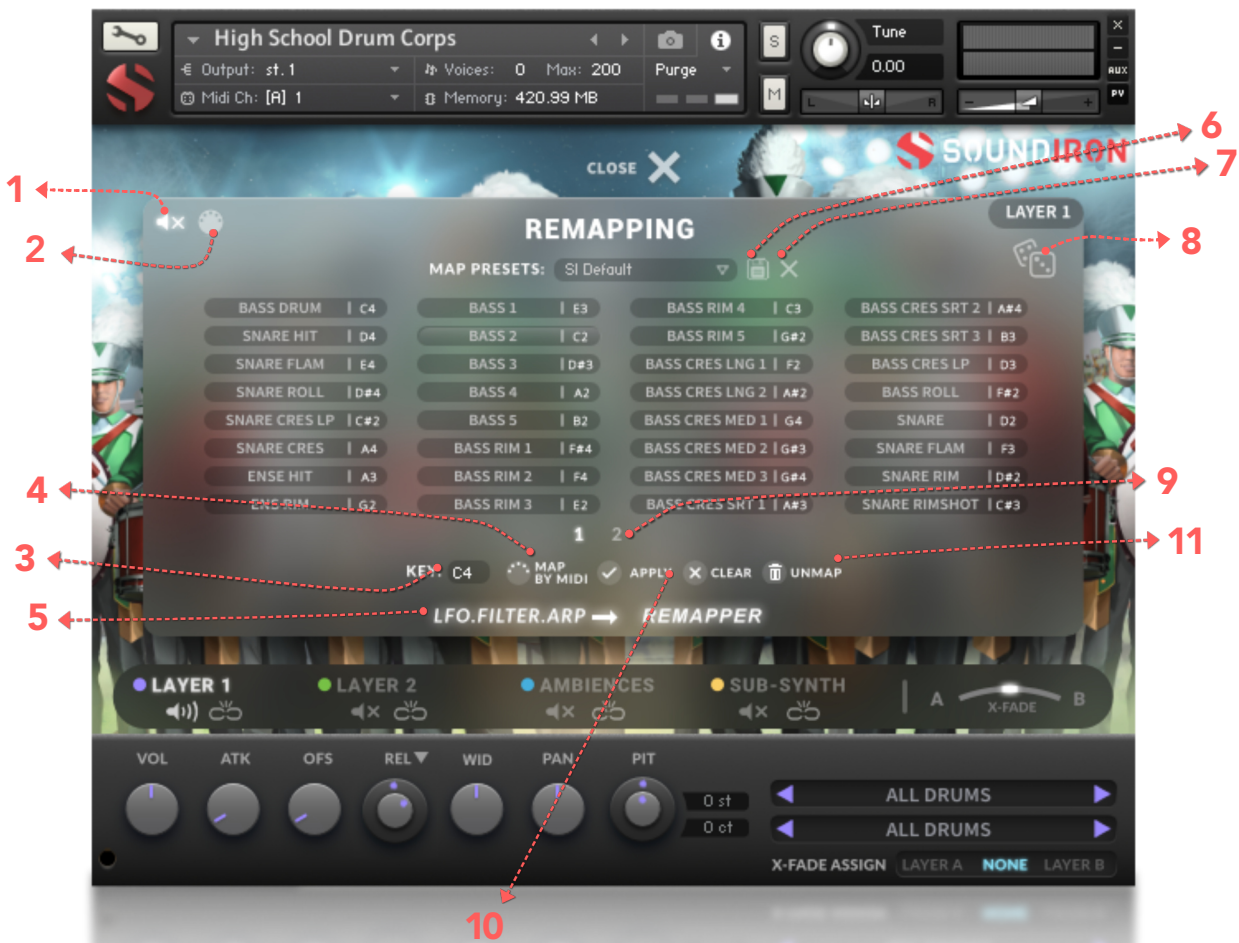 High School Drum Corps
Output: st.1
Voices: 0 Max: 200
Purge
Midi Ch: [A] 1
Memory: 420.99 MB
S
M
Tune
0.00
L
R
- +
×
-
AUX
PV
CLOSE
SOUNDIRON
6
7
1
2
8
REMAPPING
LAYER 1
MAP PRESETS: SI Default
BASS DRUM | C4
BASS 1 | E3
BASS RIM 4 | C3
BASS CRES SRT 2 | A#4
SNARE HIT | D4
BASS 2 | C2
BASS RIM 5 | G#2
BASS CRES SRT 3 | B3
SNARE FLAM | E4
BASS 3 | D#3
BASS CRES LNG 1 | F2
BASS CRES LP | D3
SNARE ROLL | D#4
BASS 4 | A2
BASS CRES LNG 2 | A#2
BASS ROLL | F#2
SNARE CRES LP | C#2
BASS 5 | B2
BASS CRES MED 1 | G4
SNARE | D2
SNARE CRES | A4
BASS RIM 1 | F#4
BASS CRES MED 2 | G#3
SNARE FLAM | F3
ENSE HIT | A3
BASS RIM 2 | F4
BASS CRES MED 3 | G#4
SNARE RIM | D#2
ENS RIM | G2
BASS RIM 3 | E2
BASS CRES SRT 1 | A#3
SNARE RIMSHOT | C#3
4
9
1 2
3
11
KEY: C4
MAP
BY MIDI
APPLY
CLEAR
UNMAP
5
LFO.FILTER.ARP
REMAPPER
LAYER 1
LAYER 2
AMBIENCES
SUB-SYNTH
A
X-FADE
B
VOL
ATK
OFS
REL
WID
PAN
PIT
0 st
0 ct
ALL DRUMS
ALL DRUMS
X-FADE ASSIGN
LAYER A
NONE
LAYER B
10